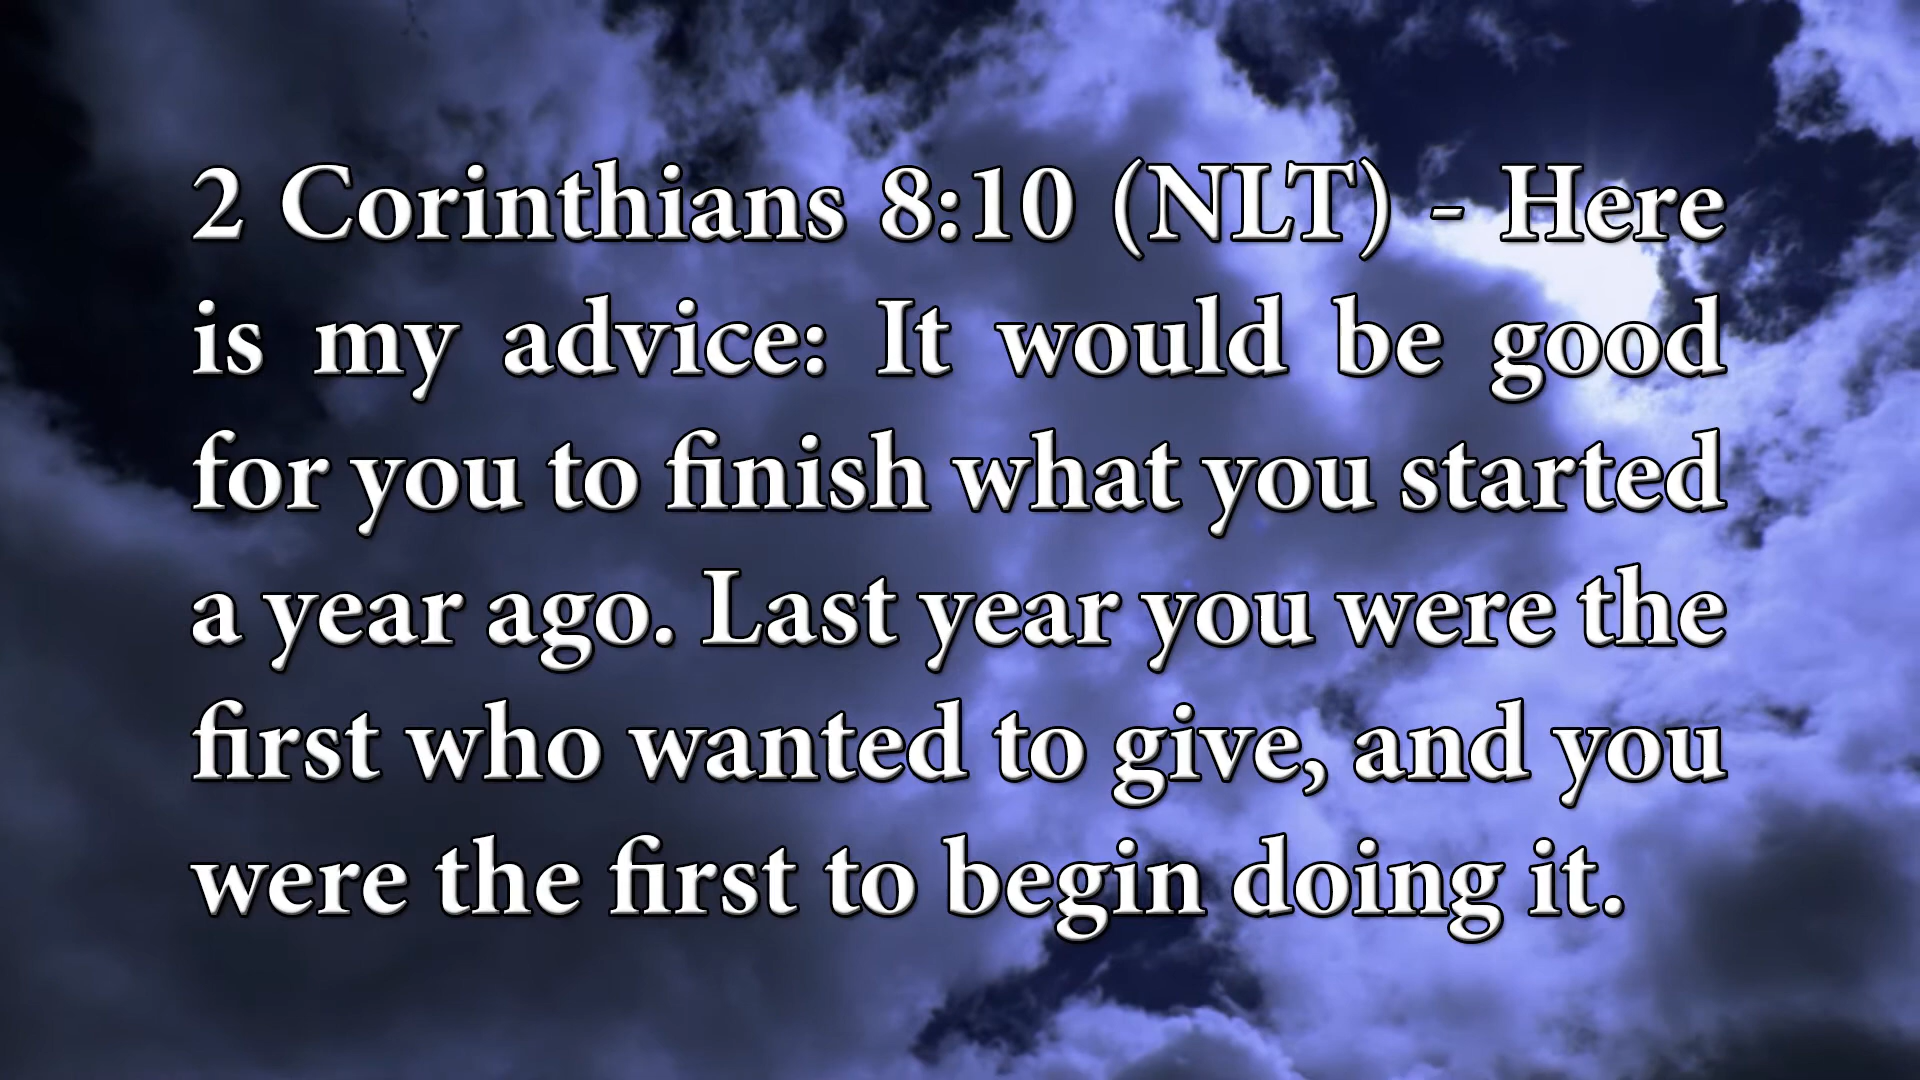 2 Corinthians 8:10 (NLT) - Here
is my advice: It would be good
for you to finish what you started
a year ago. Last year you were the
first who wanted to give, and you
were the first to begin doing it.